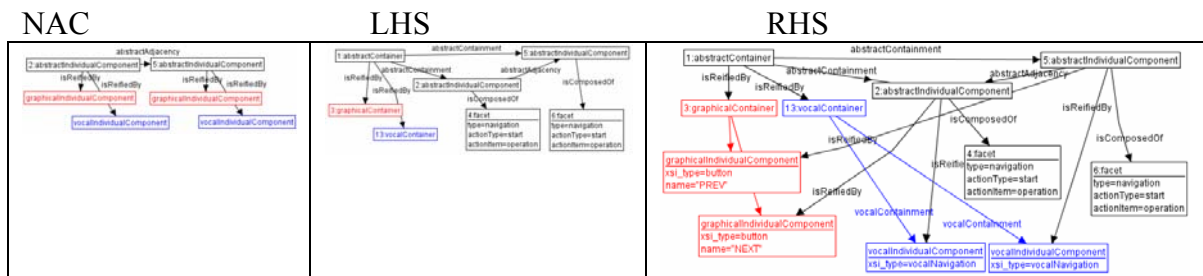 NAC
LHS
RHS
abstractAdjacency
2:abstractIndividualComponent
5:abstractIndividualComponent
isReifiedBy
isReifiedBy
isReifiedBy
isReifiedBy
graphicalIndividualComponent
graphicalIndividualComponent
vocalIndividualComponent
vocalIndividualComponent
1:abstractContainer
abstractContainment
5:abstractIndividualComponent
isReifiedBy
abstractContainment
abstractAdjacency
isReifiedBy
2:abstractIndividualComponent
isComposedOf
isComposedOf
3:graphicalContainer
13:vocalContainer
4:facet
type=navigation
actionType=start
actionItem=operation
6:facet
type=navigation
actionType=start
actionItem=operation
1:abstractContainer
abstractContainment
5:abstractIndividualComponent
isReifiedBy
abstractContainment
abstractAdjacency
isReifiedBy
2:abstractIndividualComponent
3:graphicalContainer
13:vocalContainer
isReifiedBy
isComposedOf
isComposedOf
isReifiedBy
graphicalIndividualComponent
xsi_type=button
name="PREV"
isReifiedBy
isReifie
4:facet
type=navigation
actionType=start
actionItem=operation
6:facet
type=navigation
actionType=start
actionItem=operation
graphicalIndividualComponent
xsi_type=button
name="NEXT"
vocalContainment
vocalContainment
vocalIndividualComponent
xsi_type=vocalNavigation
vocalIndividualComponent
xsi_type=vocalNavigation